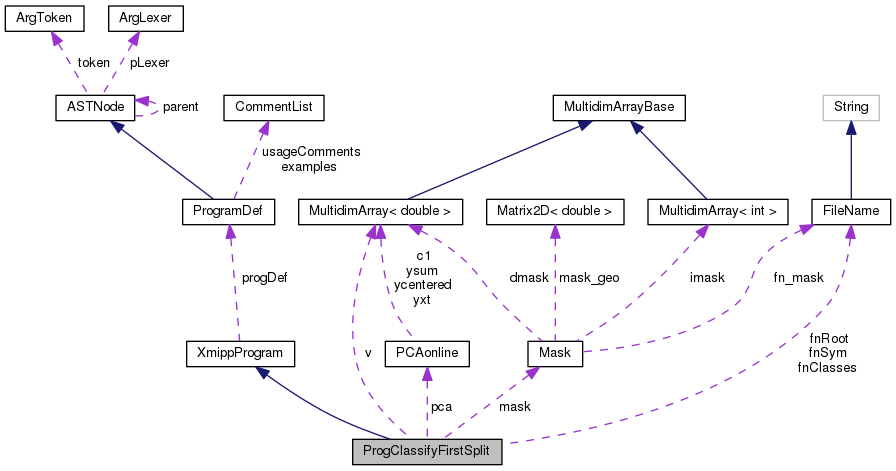 ArgToken
ArgLexer
token
pLexer
ASTNode
parent
CommentList
MultidimArrayBase
String
usageComments
examples
ProgramDef
MultidimArray< double >
Matrix2D< double >
MultidimArray< int >
FileName
progDef
c1
ysum
ycentered
yxt
dmask
mask_geo
imask
fn_mask
XmippProgram
v
PCAonline
Mask
fnRoot
fnSym
fnClasses
pca
mask
ProgClassifyFirstSplit